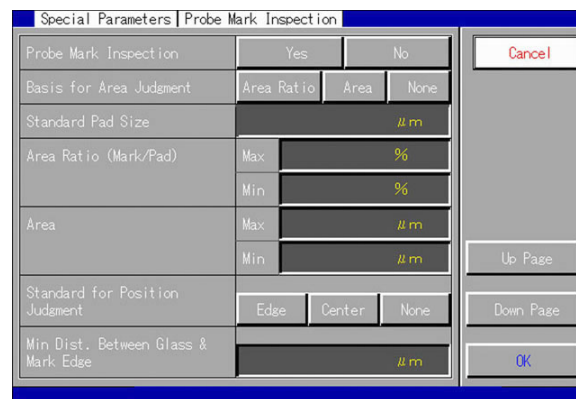 Special Parameters | Probe Mark Inspection
Probe Mark Inspection Yes No Cancel
Basis for Area Judgment Area Ratio Area None
Standard Pad Size μm
Area Ratio (Mark/Pad) Max %
Min %
Area Max μm
Min μm Up Page
Standard for Position
Judgment Edge Center None Down Page
Min Dist. Between Glass &
Mark Edge μm OK